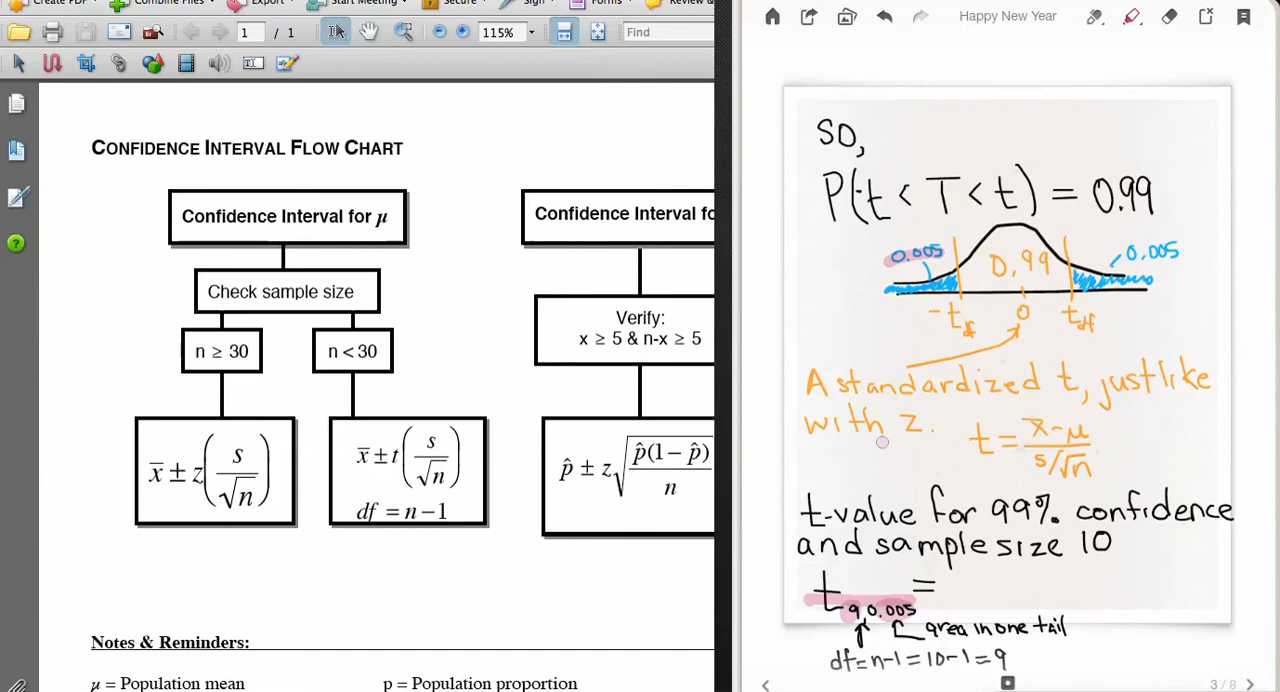 Create PDF
Combine Files
Export
Start Meeting
Secure
Sign
Forms
Review &
1 / 1
115%
Find
CONFIDENCE INTERVAL FLOW CHART
Confidence Interval for μ
Check sample size
n ≥ 30
n < 30
x̄ ± z(s/√n)
x̄ ± t(s/√n)
df = n − 1
Confidence Interval fo
Verify:
x ≥ 5 & n-x ≥ 5
p̂ ± z√(p̂(1 − p̂)/n)
Notes & Reminders:
μ = Population mean
p = Population proportion
Happy New Year
SO,
P(-t < T < t) = 0.99
0.005
0.99
0.005
-tdf
0
tdf
A standardized t, just like
with z.
t = x̄-μ / s/√n
t-value for 99% confidence
and sample size 10
t9,0.005 =
area in one tail
df = n-1 = 10-1 = 9
3 / 8